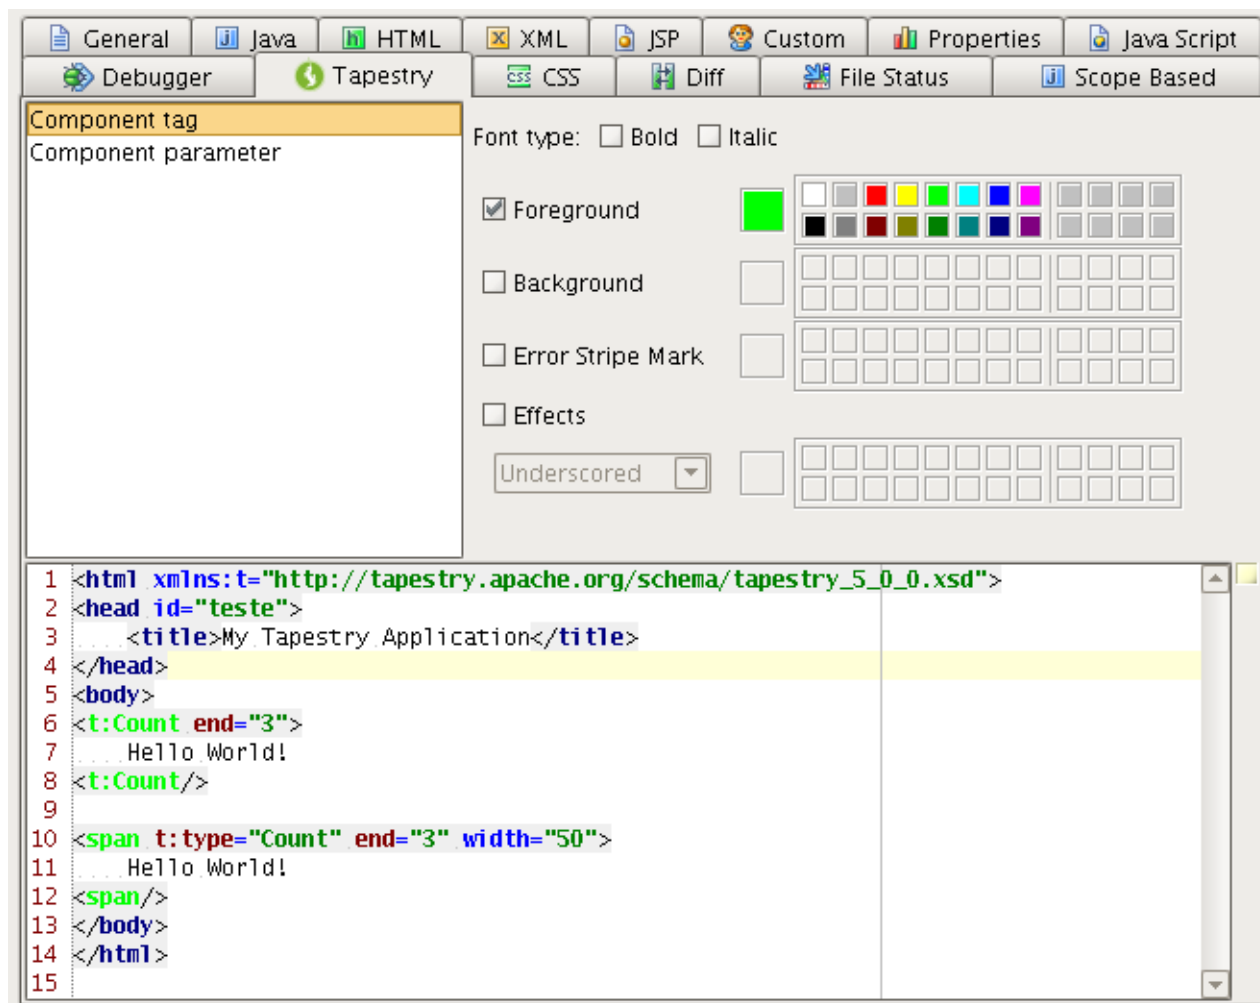 General Java HTML XML JSP Custom Properties Java Script
Debugger Tapestry CSS Diff File Status Scope Based
Component tag
Component parameter
Font type: Bold Italic
Foreground
Background
Error Stripe Mark
Effects
Underscored
1 <html xmlns:t="http://tapestry.apache.org/schema/tapestry_5_0_0.xsd">
2 <head id="teste">
3 ....<title>My.Tapestry.Application</title>
4 </head>
5 <body>
6 <t:Count end="3">
7 ....Hello.World!
8 <t:Count/>
9
10 <span t:type="Count" end="3" width="50">
11 ....Hello.World!
12 <span/>
13 </body>
14 </html>
15